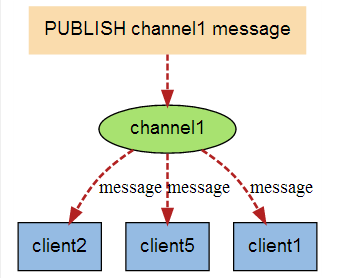 PUBLISH channel1 message
channel1
message message message
client2 client5 client1